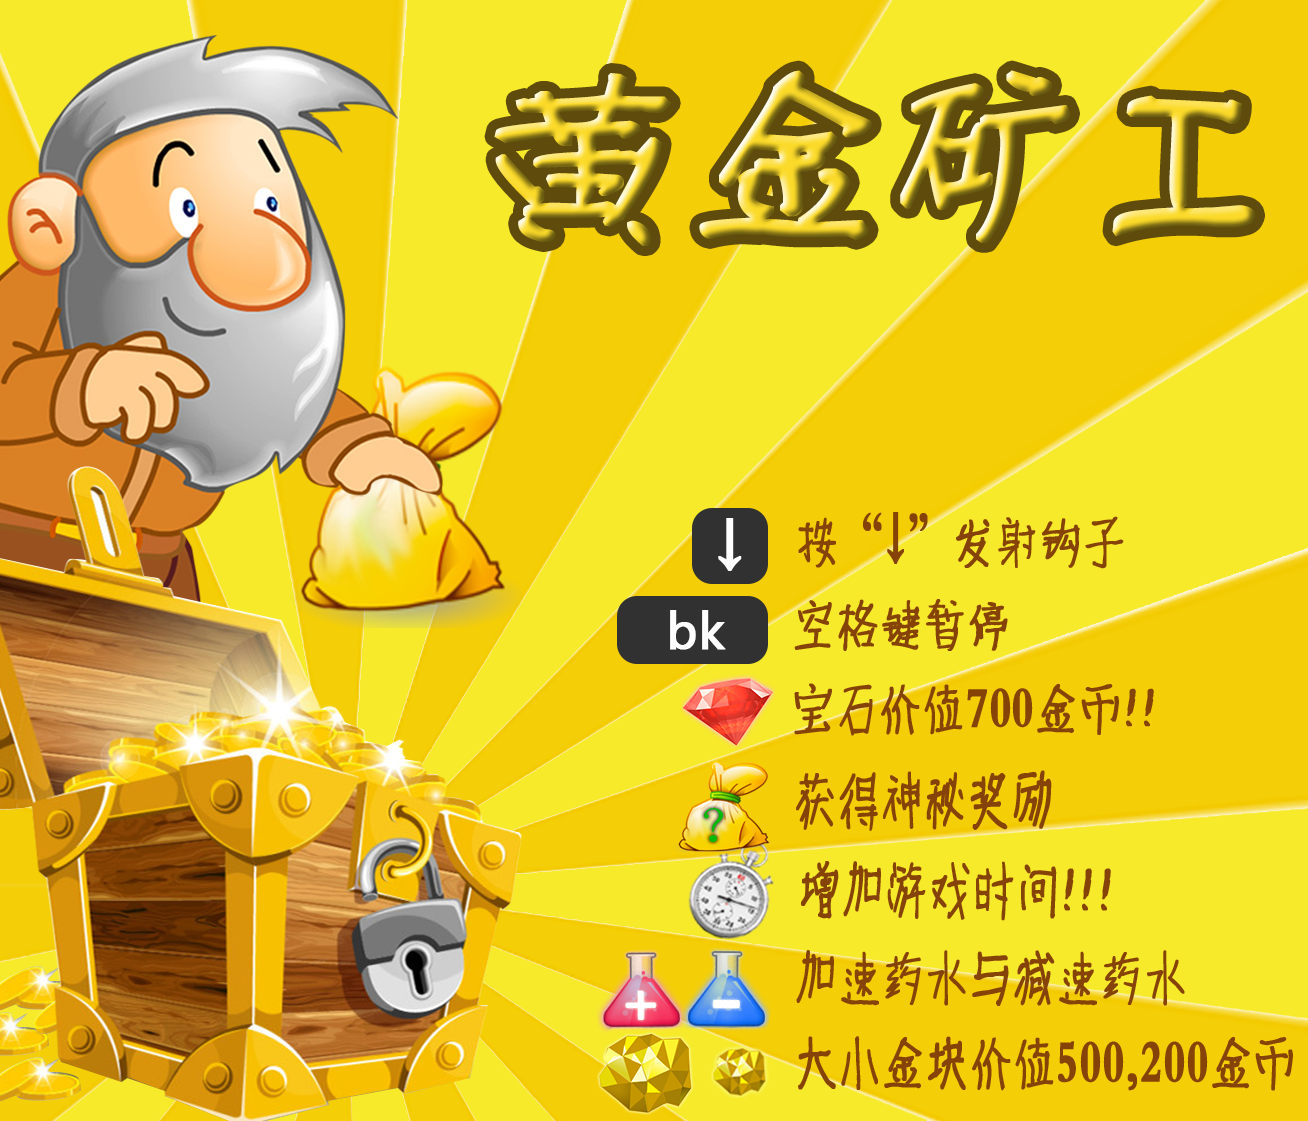 黄金矿工
↓ 按“↓”发射钩子
bk 空格键暂停
宝石价值700金币!!
? 获得神秘奖励
增加游戏时间!!!
+ - 加速药水与减速药水
大小金块价值500,200金币